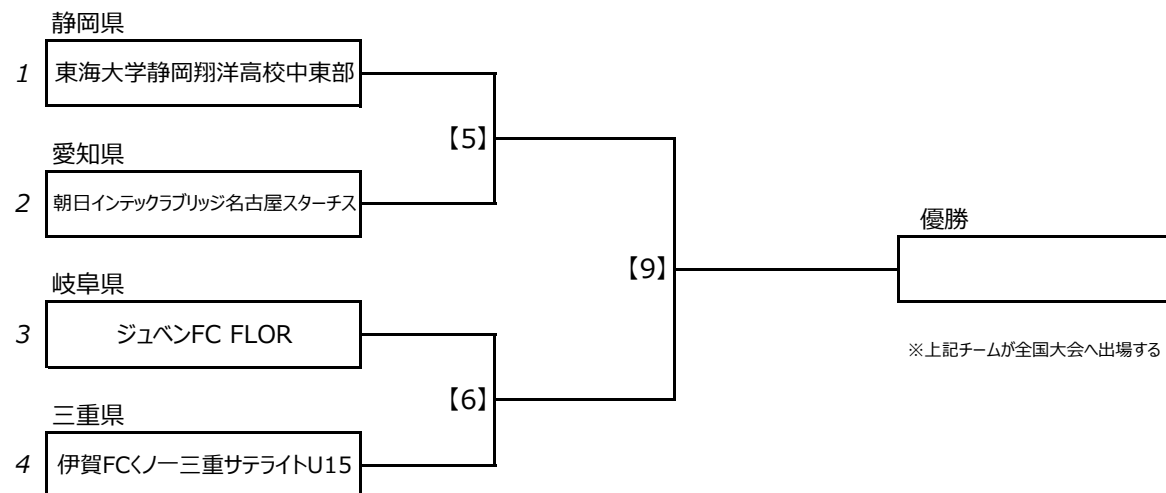 静岡県
1 東海大学静岡翔洋高校中東部
【5】
愛知県
2 朝日インテックラブリッジ名古屋スターチス
優勝
【9】
岐阜県
3 ジュベンFC FLOR
※上記チームが全国大会へ出場する
【6】
三重県
4 伊賀FCくノ一三重サテライトU15